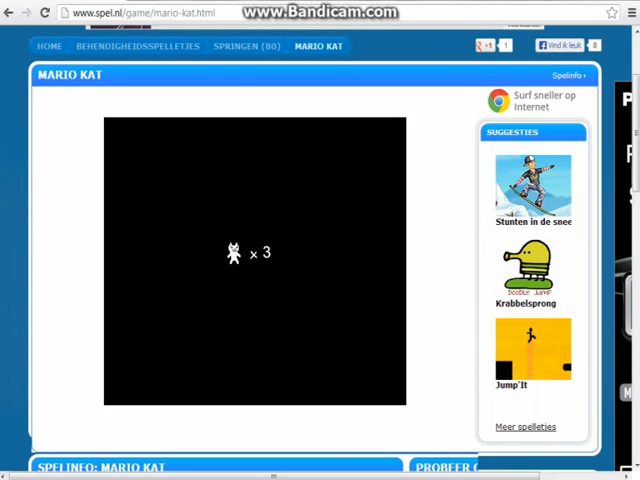 www.Bandicam.com
www.spel.nl/game/mario-kat.html
HOME BEHENDIGHEIDSSPELLETJES SPRINGEN (80) MARIO KAT
+1 1 Vind ik leuk 8
MARIO KAT
Spelinfo
Surf sneller op
Internet
SUGGESTIES
x 3
Stunten in de snee
DOODLE JUMP
Krabbelsprong
Jump'It
Meer spelletjes
SPELINFO: MARIO KAT
PROBEER O